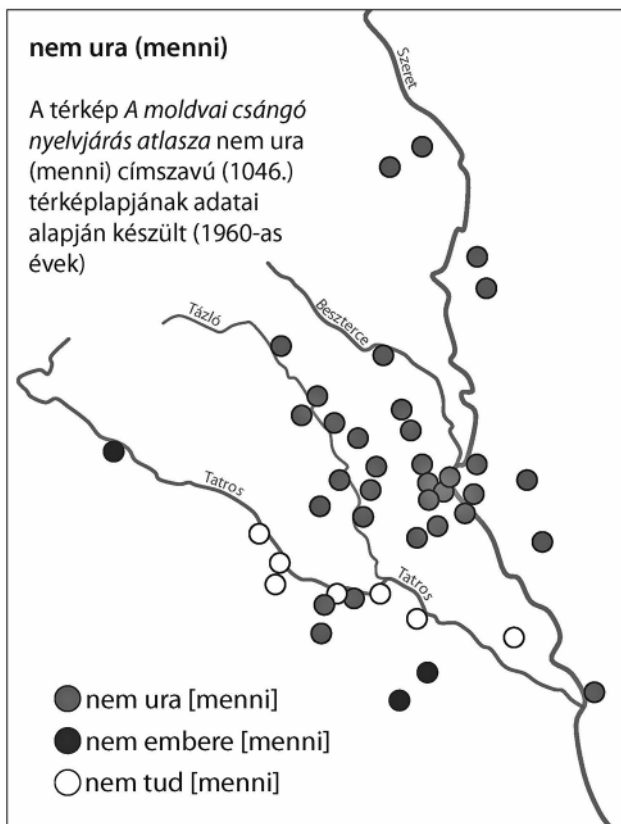 nem ura (menni)
A térkép A moldvai csángó
nyelvjárás atlasza nem ura
(menni) címszavú (1046.)
térképlapjának adatai
alapján készült (1960-as
évek)
Szeret
Beszterce
Tázló
Tatros
Tatros
nem ura [menni]
nem embere [menni]
nem tud [menni]